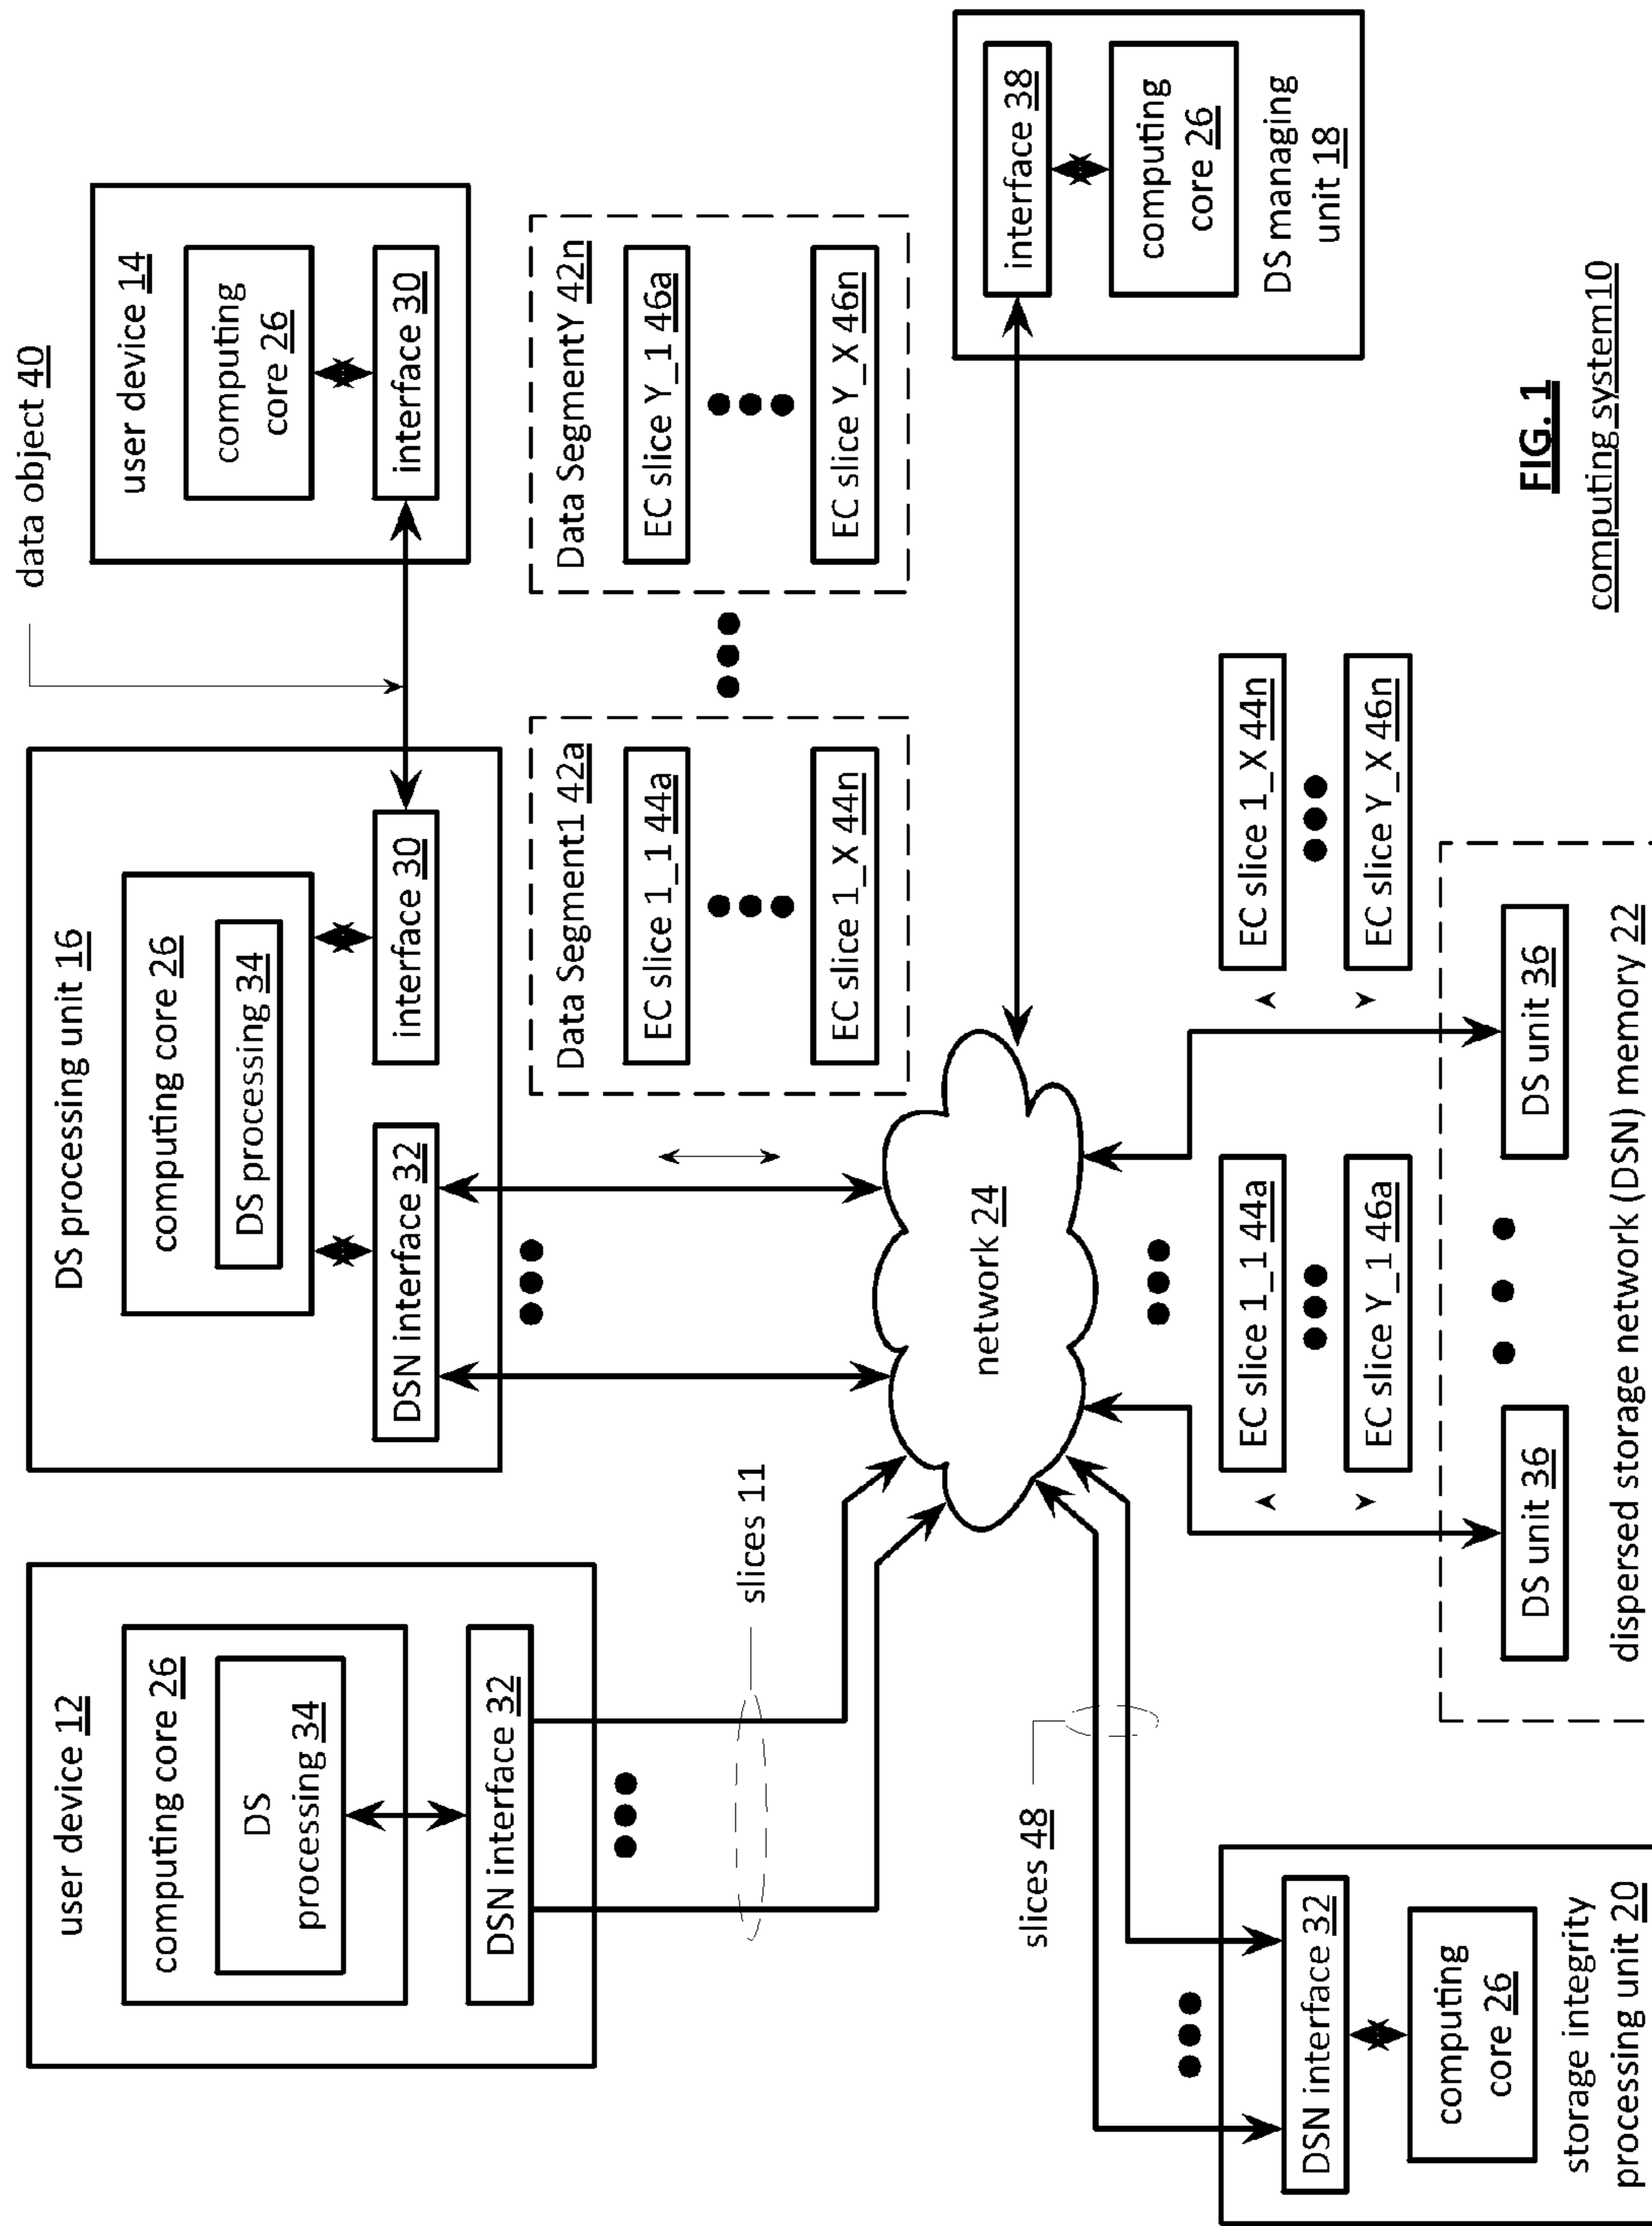 user device 12
computing core 26
DS
processing 34
DSN interface 32
DS processing unit 16
computing core 26
DS processing 34
DSN interface 32
interface 30
data object 40
user device 14
computing
core 26
interface 30
slices 11
Data Segment1 42a
EC slice 1_1 44a
EC slice 1_X 44n
Data SegmentY 42n
EC slice Y_1 46a
EC slice Y_X 46n
network 24
slices 48
DSN interface 32
computing
core 26
storage integrity
processing unit 20
EC slice 1_1 44a
EC slice Y_1 46a
EC slice 1_X 44n
EC slice Y_X 46n
DS unit 36
DS unit 36
dispersed storage network (DSN) memory 22
interface 38
computing
core 26
DS managing
unit 18
FIG. 1
computing system10